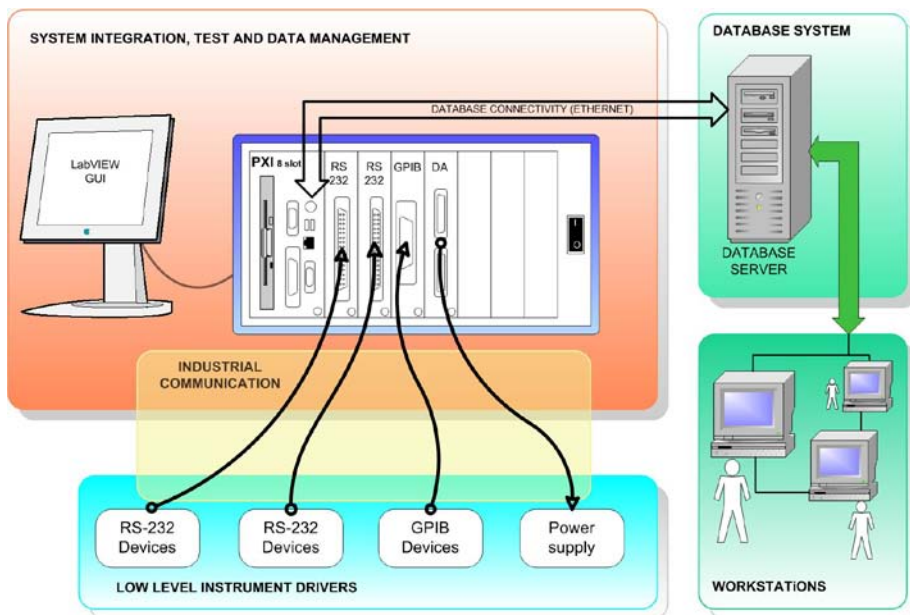 SYSTEM INTEGRATION, TEST AND DATA MANAGEMENT
DATABASE SYSTEM
DATABASE CONNECTIVITY (ETHERNET)
LabVIEW
GUI
PXI 8 slot
RS
232
RS
232
GPIB
DA
DATABASE
SERVER
INDUSTRIAL
COMMUNICATION
RS-232
Devices
RS-232
Devices
GPIB
Devices
Power
supply
LOW LEVEL INSTRUMENT DRIVERS
WORKSTATiONS